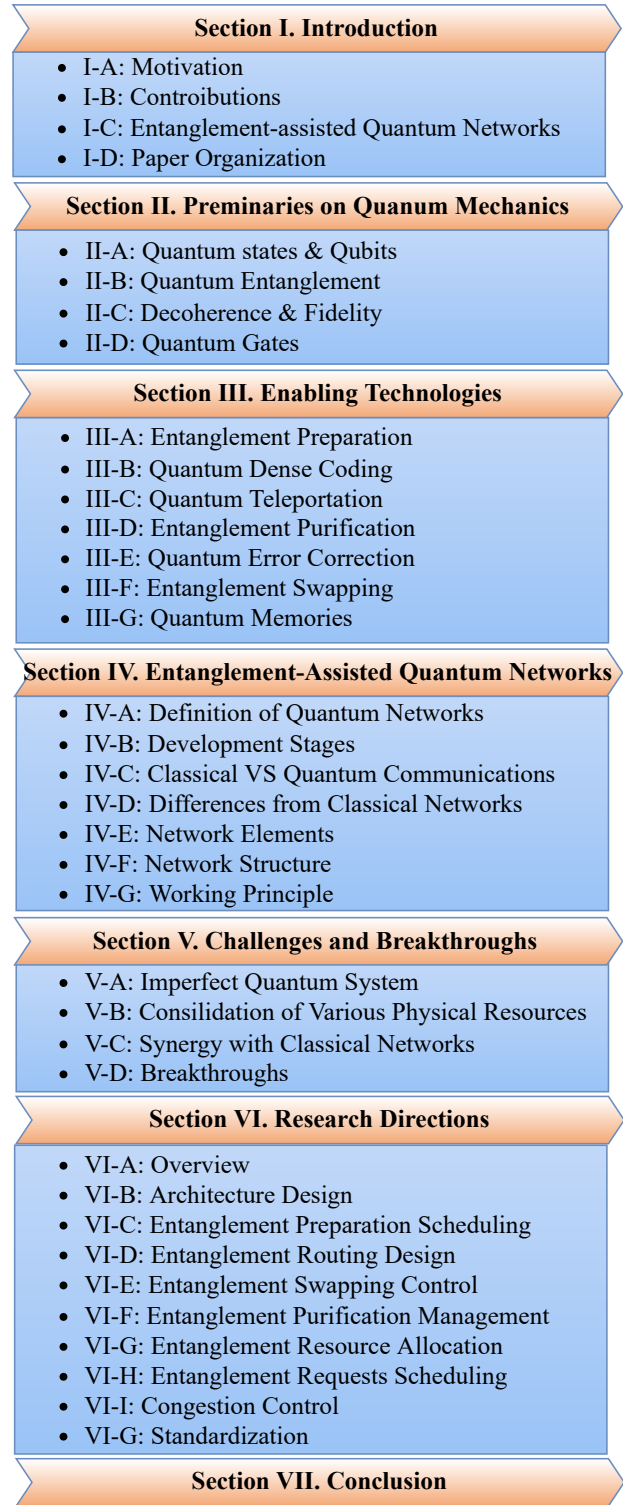 Section I. Introduction
• I-A: Motivation
• I-B: Controibutions
• I-C: Entanglement-assisted Quantum Networks
• I-D: Paper Organization
Section II. Preminaries on Quanum Mechanics
• II-A: Quantum states & Qubits
• II-B: Quantum Entanglement
• II-C: Decoherence & Fidelity
• II-D: Quantum Gates
Section III. Enabling Technologies
• III-A: Entanglement Preparation
• III-B: Quantum Dense Coding
• III-C: Quantum Teleportation
• III-D: Entanglement Purification
• III-E: Quantum Error Correction
• III-F: Entanglement Swapping
• III-G: Quantum Memories
Section IV. Entanglement-Assisted Quantum Networks
• IV-A: Definition of Quantum Networks
• IV-B: Development Stages
• IV-C: Classical VS Quantum Communications
• IV-D: Differences from Classical Networks
• IV-E: Network Elements
• IV-F: Network Structure
• IV-G: Working Principle
Section V. Challenges and Breakthroughs
• V-A: Imperfect Quantum System
• V-B: Consilidation of Various Physical Resources
• V-C: Synergy with Classical Networks
• V-D: Breakthroughs
Section VI. Research Directions
• VI-A: Overview
• VI-B: Architecture Design
• VI-C: Entanglement Preparation Scheduling
• VI-D: Entanglement Routing Design
• VI-E: Entanglement Swapping Control
• VI-F: Entanglement Purification Management
• VI-G: Entanglement Resource Allocation
• VI-H: Entanglement Requests Scheduling
• VI-I: Congestion Control
• VI-G: Standardization
Section VII. Conclusion